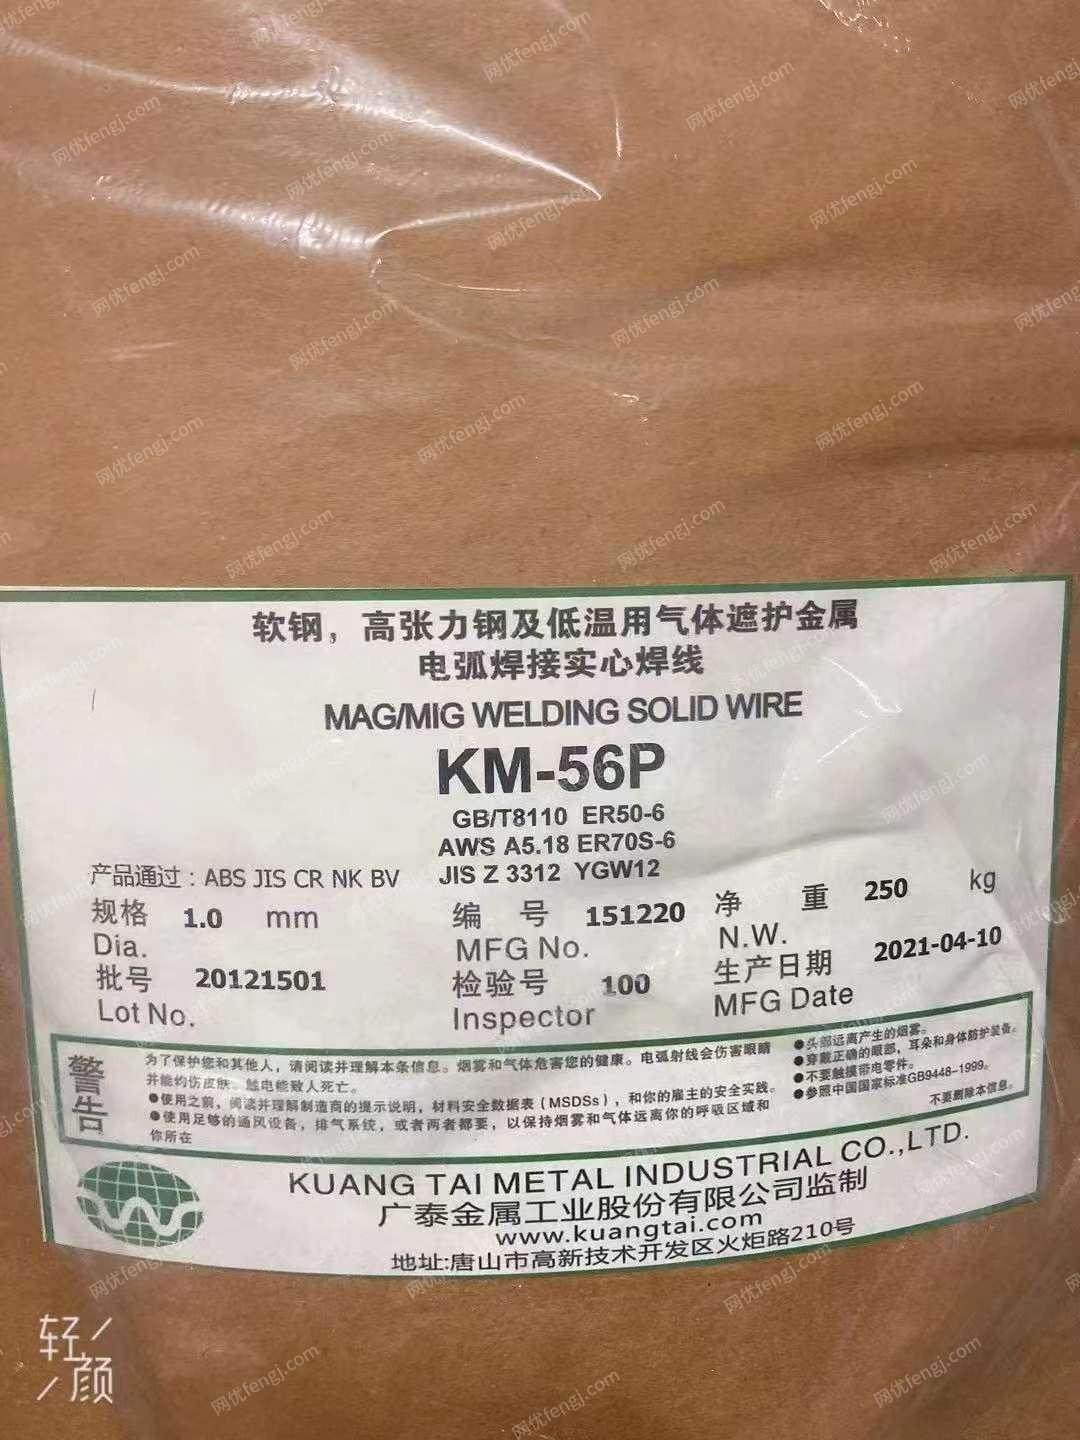 软钢，高张力钢及低温用气体遮护金属
电弧焊接实心焊线
MAG/MIG WELDING SOLID WIRE
KM-56P
GB/T8110 ER50-6
AWS A5.18 ER70S-6
产品通过：ABS JIS CR NK BV JIS Z 3312 YGW12
规格 1.0 mm 编号 151220 净重 250 kg
Dia. MFG No. N.W.
批号 20121501 检验号 100 生产日期 2021-04-10
Lot No. Inspector MFG Date
警告
为了保护您和其他人，请阅读并理解本条信息。烟雾和气体危害您的健康。电弧射线会伤害眼睛
并能灼伤皮肤。触电能致人死亡。
●使用之前，阅读并理解制造商的提示说明，材料安全数据表（MSDSs），和你的雇主的安全实践。
●使用足够的通风设备，排气系统，或者两者都要，以保持烟雾和气体远离你的呼吸区域和
你所在
●头部远离产生的烟雾。
●穿戴正确的眼部，耳朵和身体防护装备。
●不要触摸带电零件。
●参照中国国家标准GB9448-1999。
不要删除本信息。
KUANG TAI METAL INDUSTRIAL CO.,LTD.
广泰金属工业股份有限公司监制
www.kuangtai.com
地址:唐山市高新技术开发区火炬路210号
轻颜
网优fengj.com